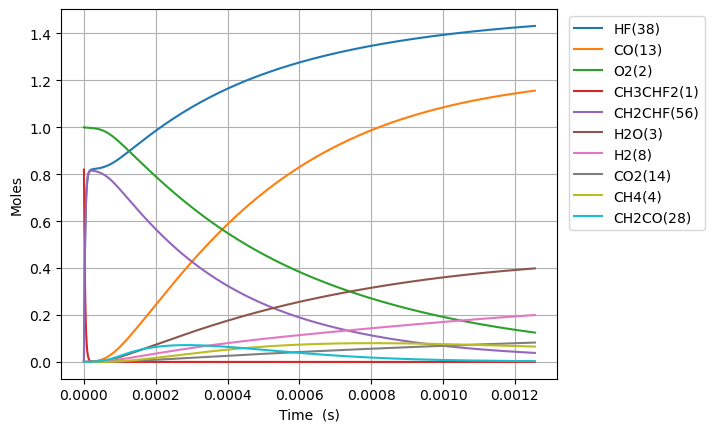 1.4
1.2
1.0
0.8
0.6
0.4
0.2
0.0
Moles
0.0000 0.0002 0.0004 0.0006 0.0008 0.0010 0.0012
Time (s)
HF(38)
CO(13)
O2(2)
CH3CHF2(1)
CH2CHF(56)
H2O(3)
H2(8)
CO2(14)
CH4(4)
CH2CO(28)